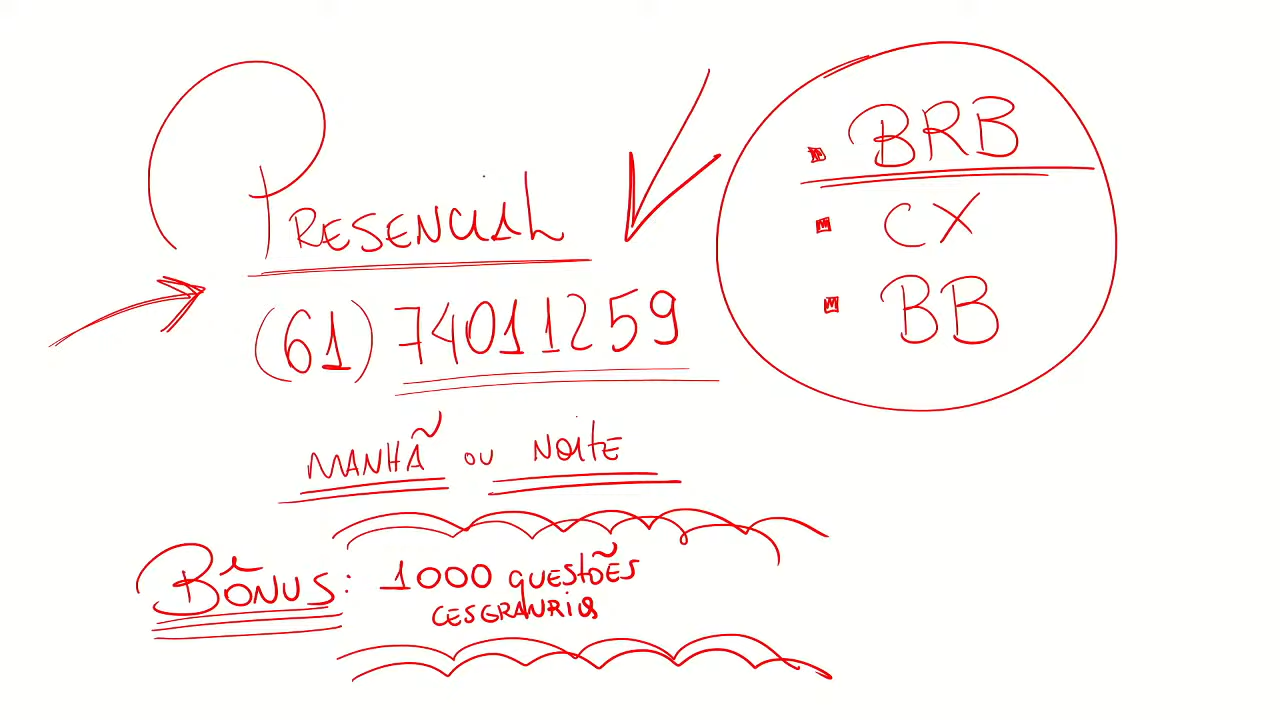 PRESENCIAL
(61) 74011259
MANHÃ OU NOITE
BÔNUS: 1000 QUESTÕES
CESGRANRIO
BRB
CX
BB